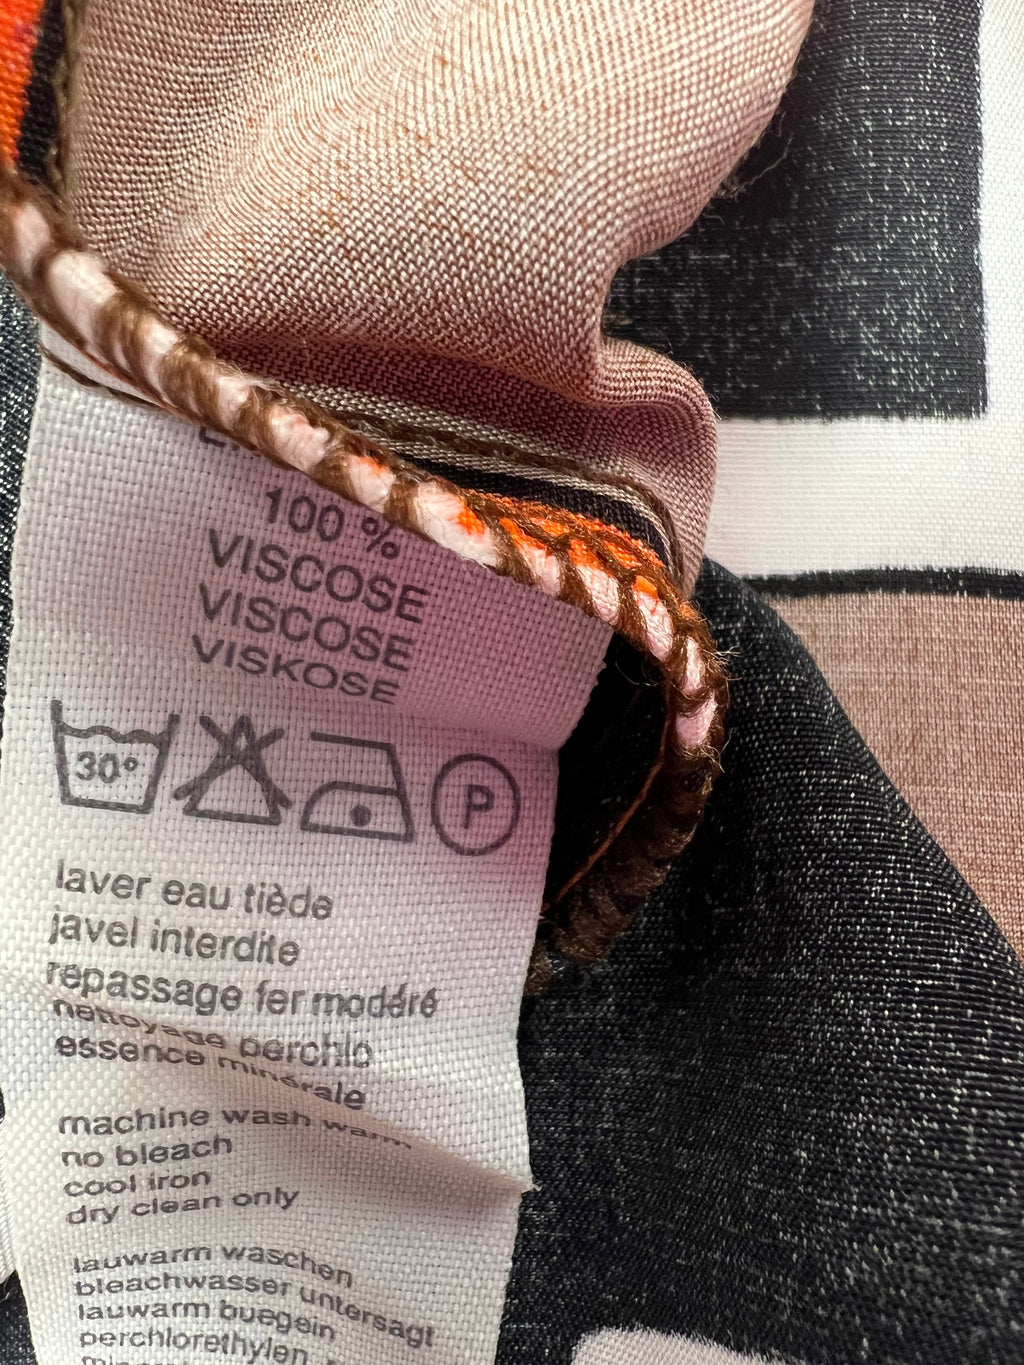 100 %
VISCOSE
VISCOSE
VISKOSE
30° P
laver eau tiède
javel interdite
repassage fer modéré
nettoyage perchlo
essence minérale
machine wash warm
no bleach
cool iron
dry clean only
lauwarm waschen
bleachwasser untersagt
lauwarm buegein
perchlorethylen